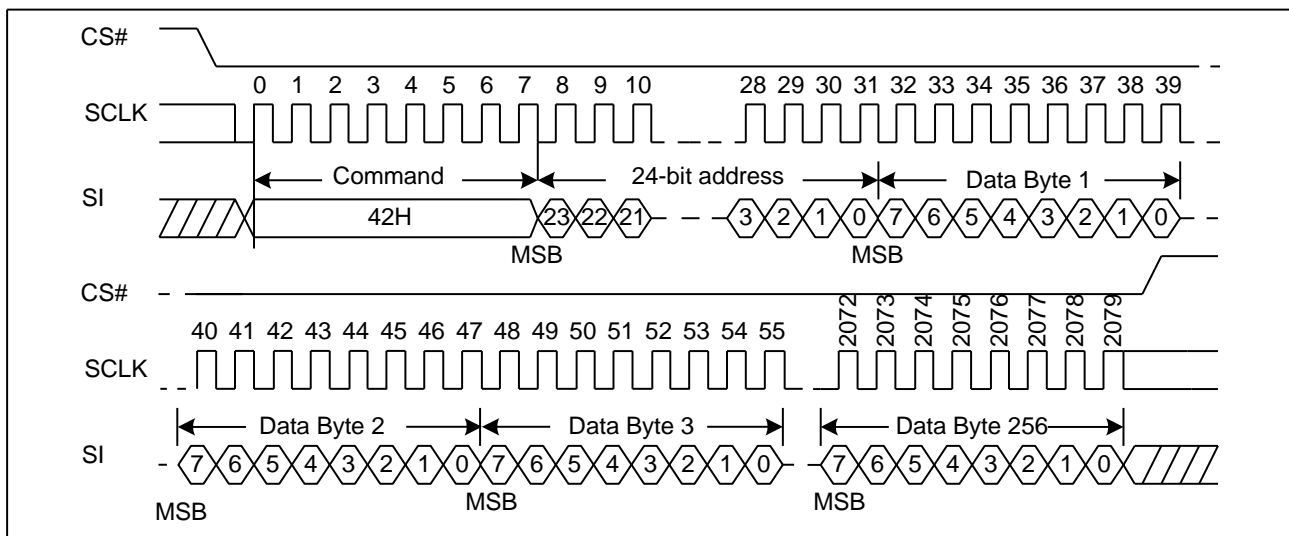 CS#
0 1 2 3 4 5 6 7 8 9 10 28 29 30 31 32 33 34 35 36 37 38 39
SCLK
Command 24-bit address Data Byte 1
SI
42H 23 22 21 3 2 1 0 7 6 5 4 3 2 1 0
MSB MSB
CS#
40 41 42 43 44 45 46 47 48 49 50 51 52 53 54 55 2072 2073 2074 2075 2076 2077 2078 2079
SCLK
Data Byte 2 Data Byte 3 Data Byte 256
SI
7 6 5 4 3 2 1 0 7 6 5 4 3 2 1 0 7 6 5 4 3 2 1 0
MSB MSB MSB